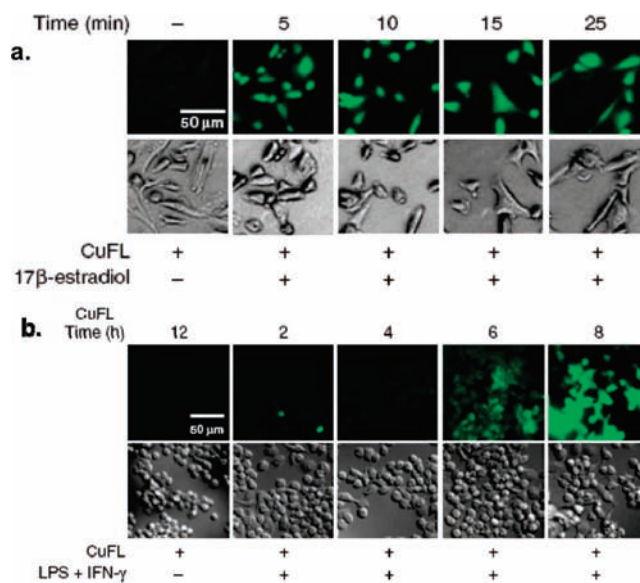 Time (min) – 5 10 15 25
a.
50 μm
CuFL + + + + +
17β-estradiol – + + + +
b. CuFL
Time (h) 12 2 4 6 8
50 μm
CuFL + + + + +
LPS + IFN-γ – + + + +